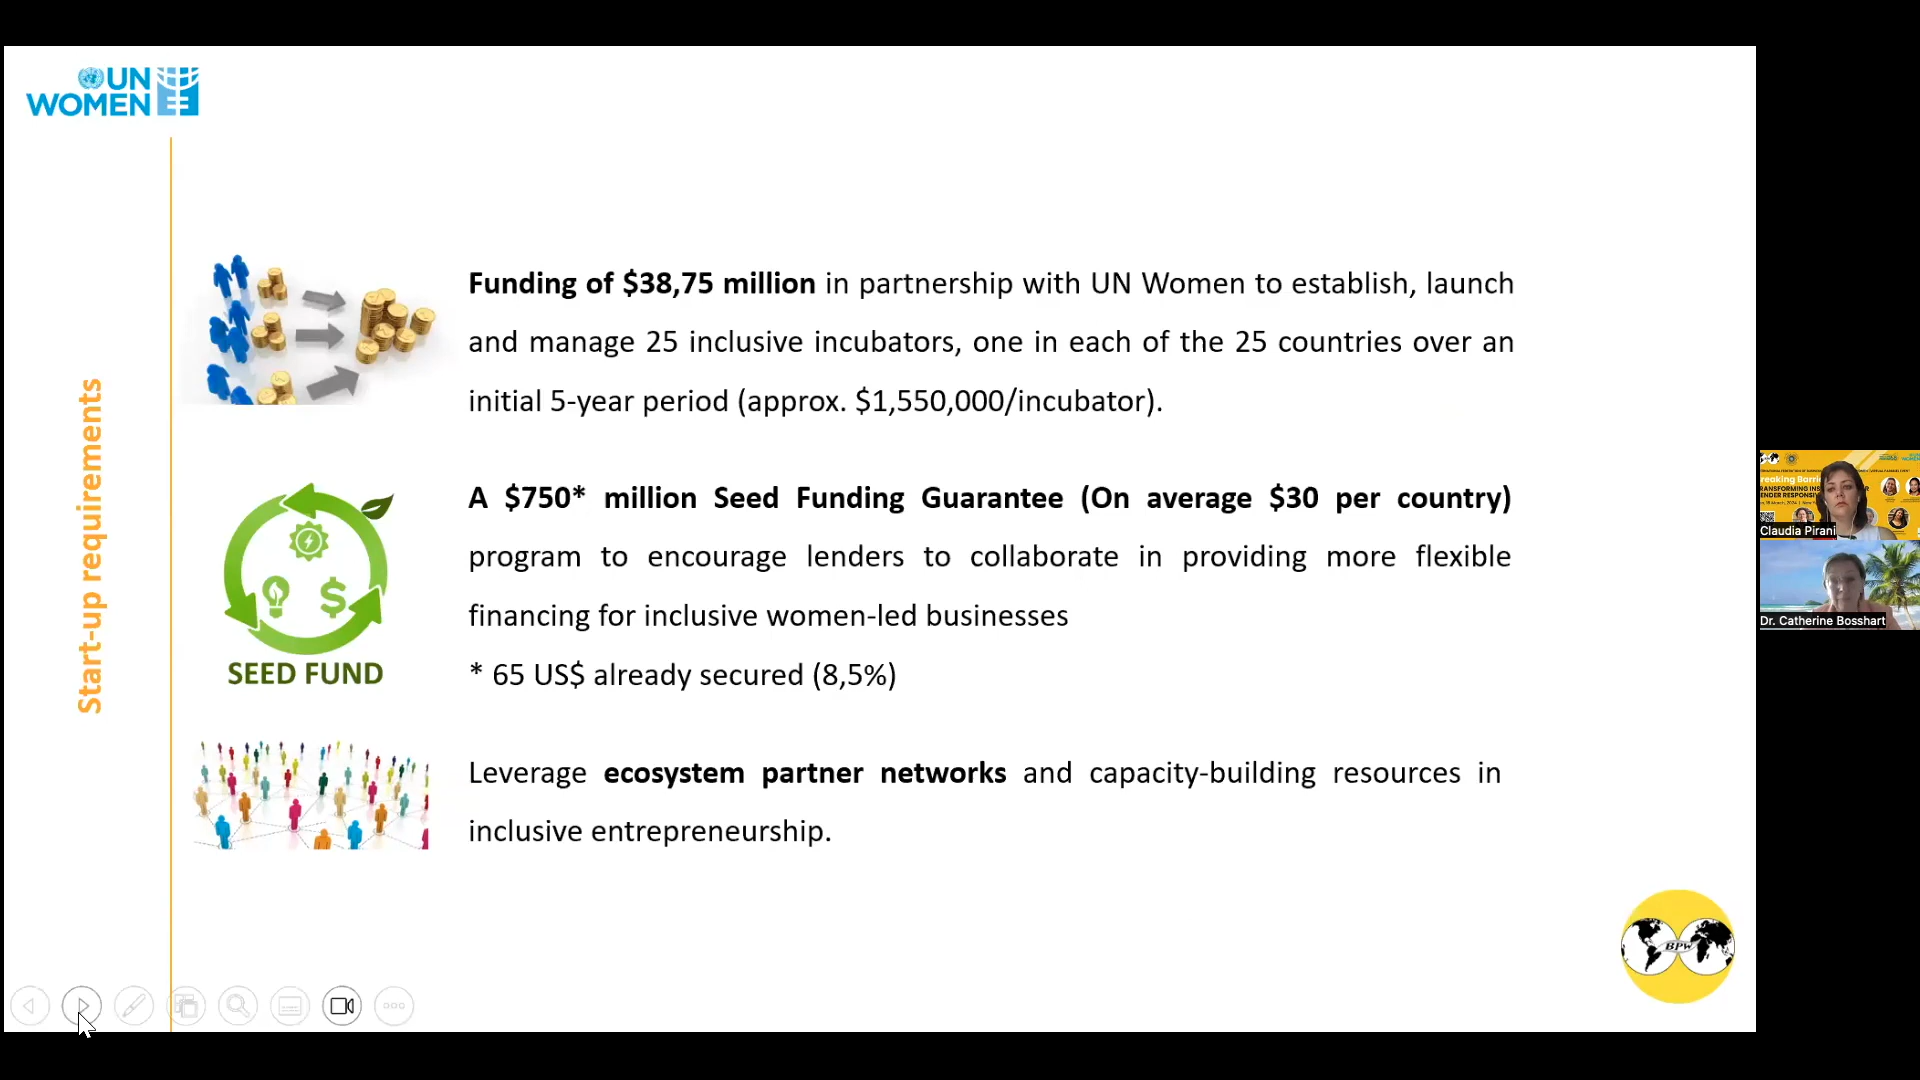 UN
WOMEN
Start-up requirements
Funding of $38,75 million in partnership with UN Women to establish, launch
and manage 25 inclusive incubators, one in each of the 25 countries over an
initial 5-year period (approx. $1,550,000/incubator).
A $750* million Seed Funding Guarantee (On average $30 per country)
program to encourage lenders to collaborate in providing more flexible
financing for inclusive women-led businesses
* 65 US$ already secured (8,5%)
SEED FUND
Leverage ecosystem partner networks and capacity-building resources in
inclusive entrepreneurship.
BPW
Claudia Pirani
Dr. Catherine Bosshart